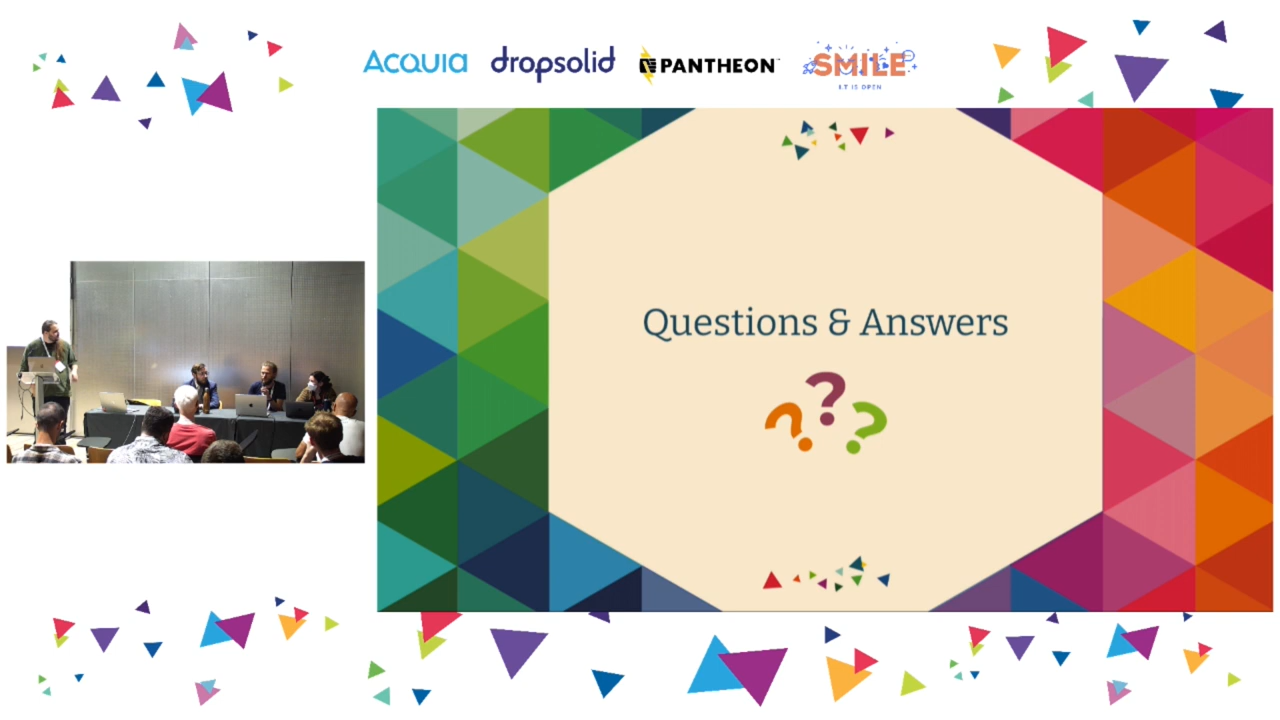 ACQUIA
dropsolid
PANTHEON
SMILE
IT IS OPEN
Questions & Answers